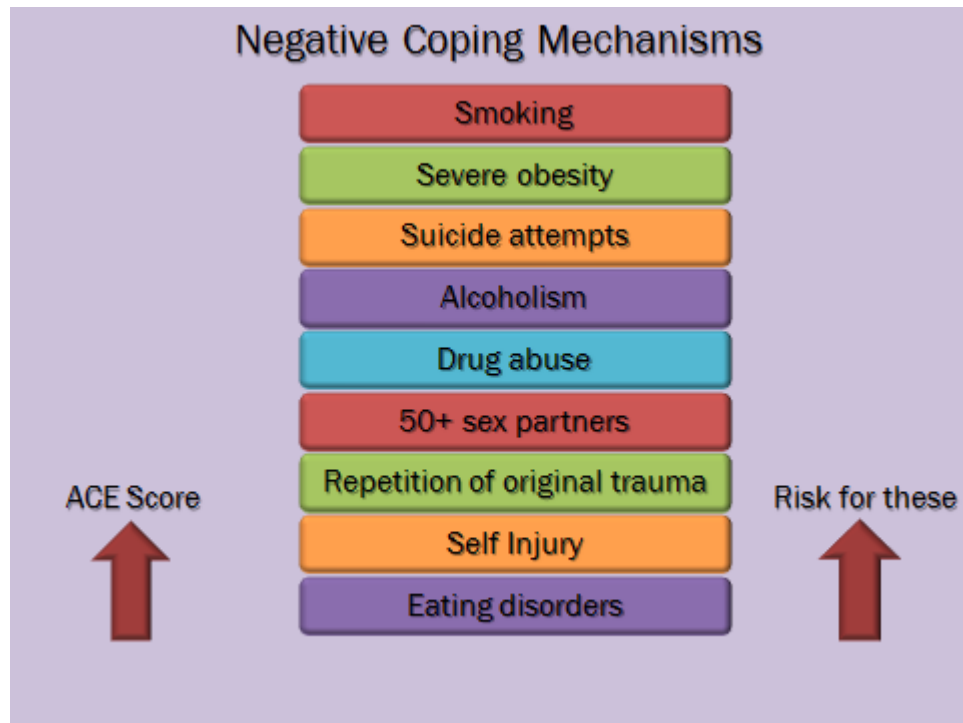 Negative Coping Mechanisms
Smoking
Severe obesity
Suicide attempts
Alcoholism
Drug abuse
50+ sex partners
Repetition of original trauma
Self Injury
Eating disorders
ACE Score
Risk for these